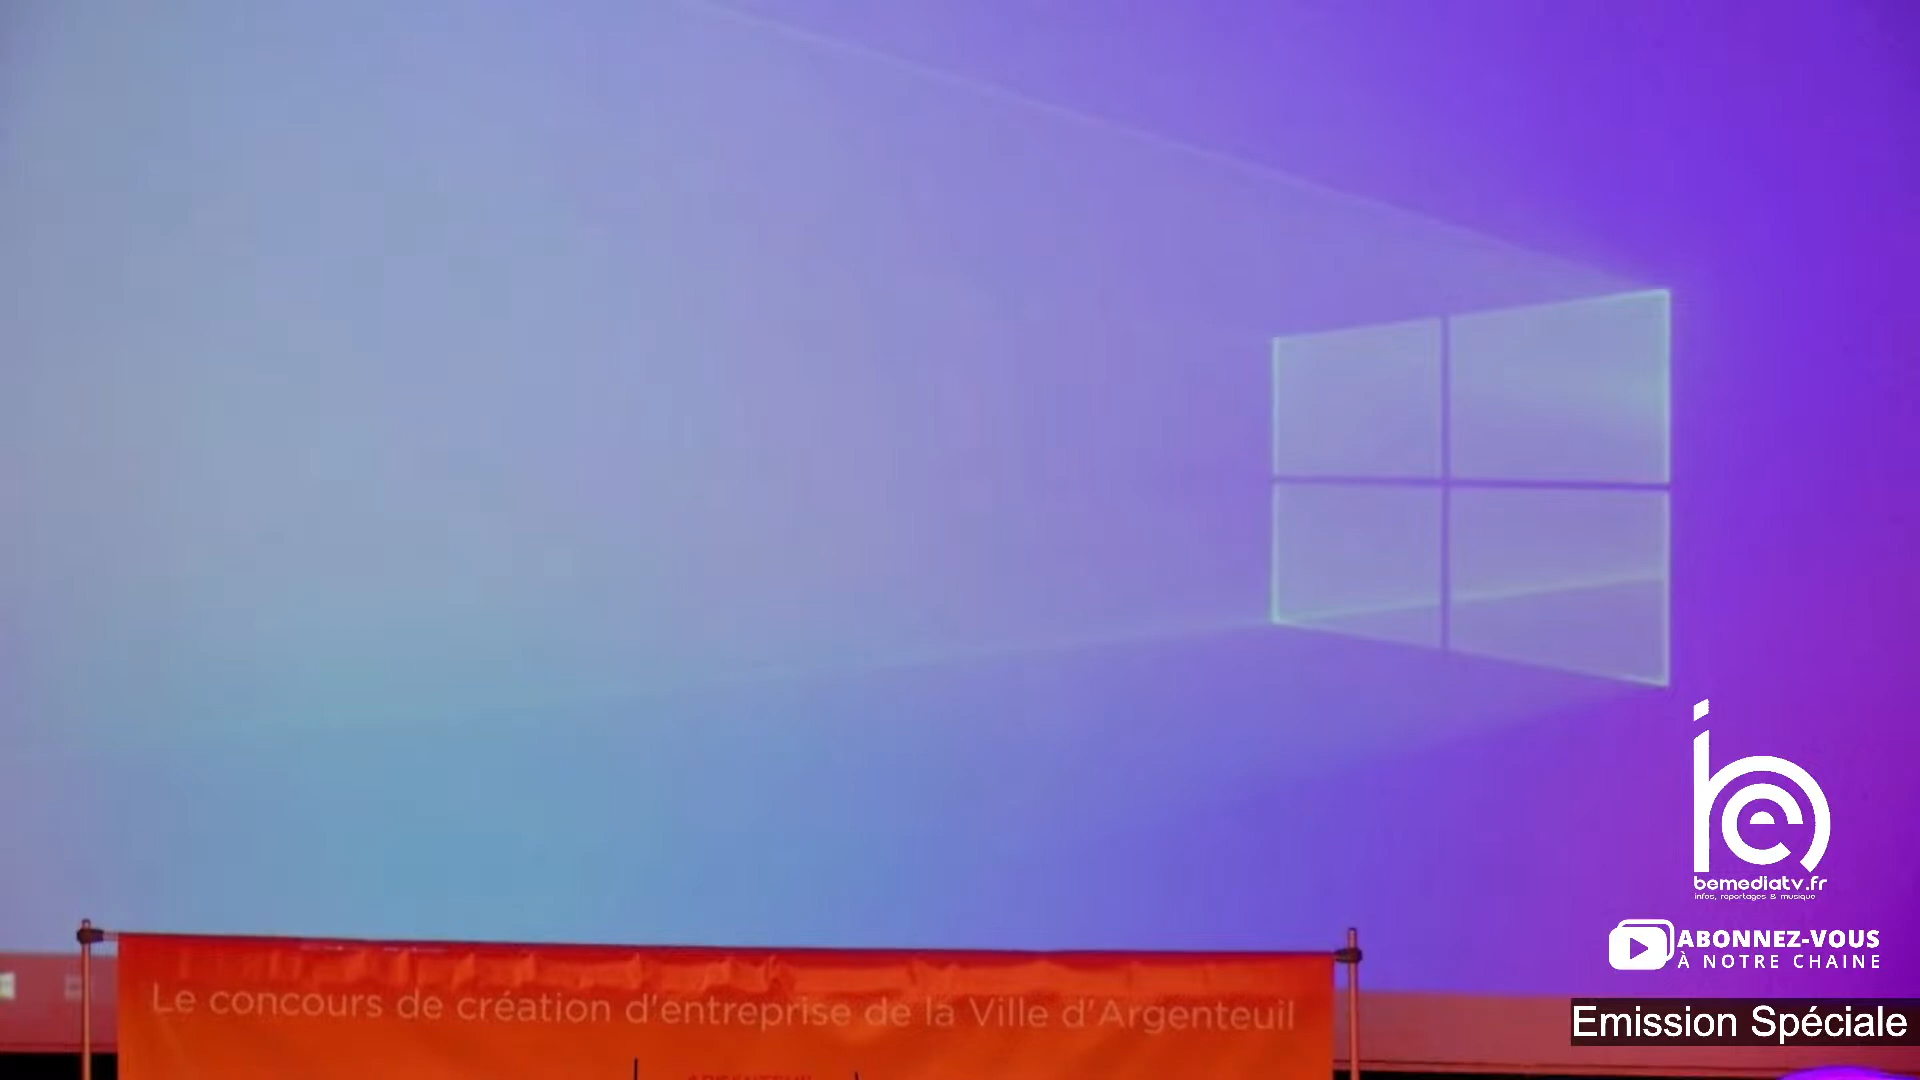 bemediatv.fr
infos, reportages & musique
ABONNEZ-VOUS
À NOTRE CHAINE
Le concours de création d'entreprise de la Ville d'Argenteuil
Emission Spéciale